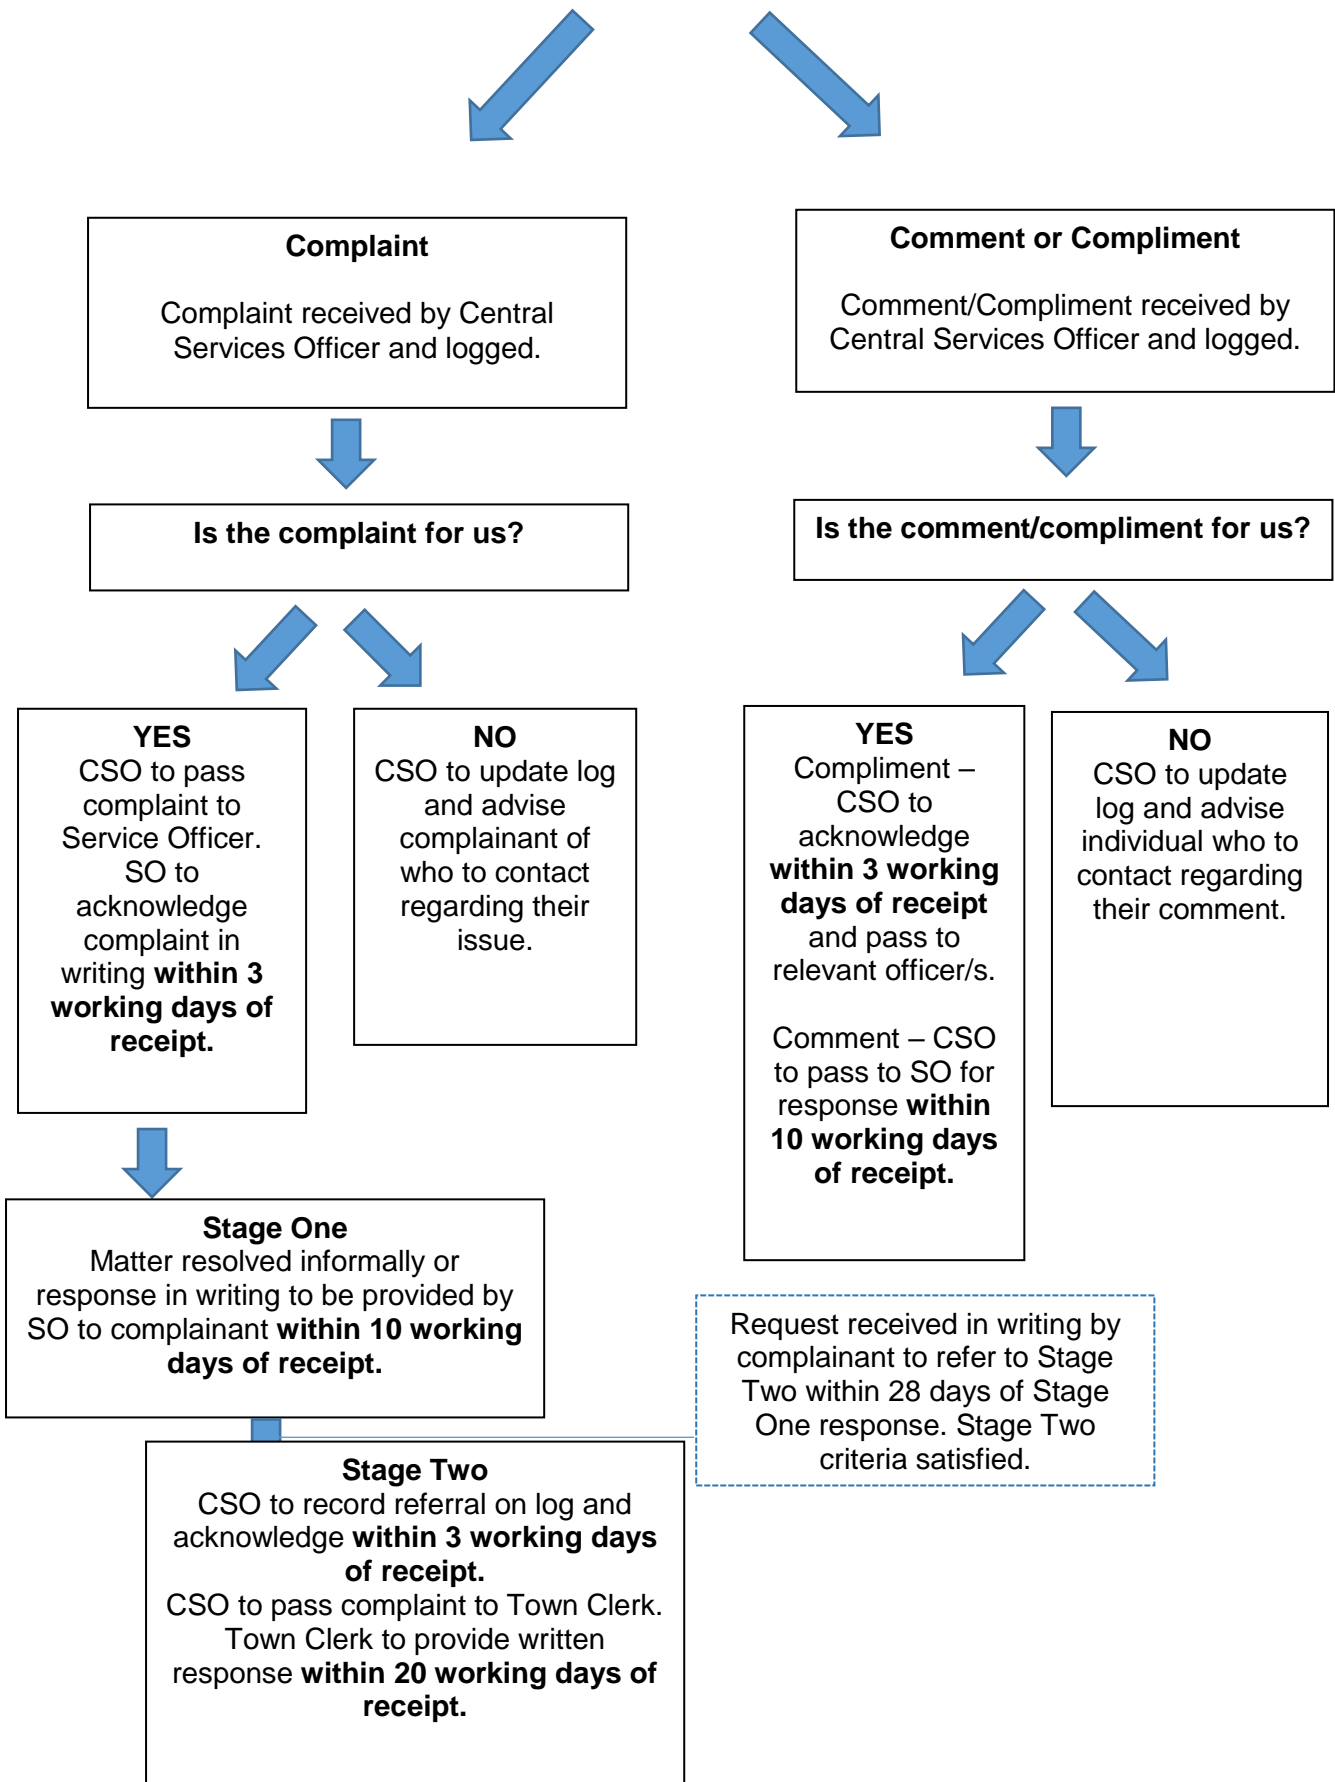 Complaint
Complaint received by Central
Services Officer and logged.
Comment or Compliment
Comment/Compliment received by
Central Services Officer and logged.
Is the complaint for us?
Is the comment/compliment for us?
YES
CSO to pass
complaint to
Service Officer.
SO to
acknowledge
complaint in
writing within 3
working days of
receipt.
NO
CSO to update log
and advise
complainant of
who to contact
regarding their
issue.
YES
Compliment –
CSO to
acknowledge
within 3 working
days of receipt
and pass to
relevant officer/s.
Comment – CSO
to pass to SO for
response within
10 working days
of receipt.
NO
CSO to update
log and advise
individual who to
contact regarding
their comment.
Stage One
Matter resolved informally or
response in writing to be provided by
SO to complainant within 10 working
days of receipt.
Request received in writing by
complainant to refer to Stage
Two within 28 days of Stage
One response. Stage Two
criteria satisfied.
Stage Two
CSO to record referral on log and
acknowledge within 3 working days
of receipt.
CSO to pass complaint to Town Clerk.
Town Clerk to provide written
response within 20 working days of
receipt.